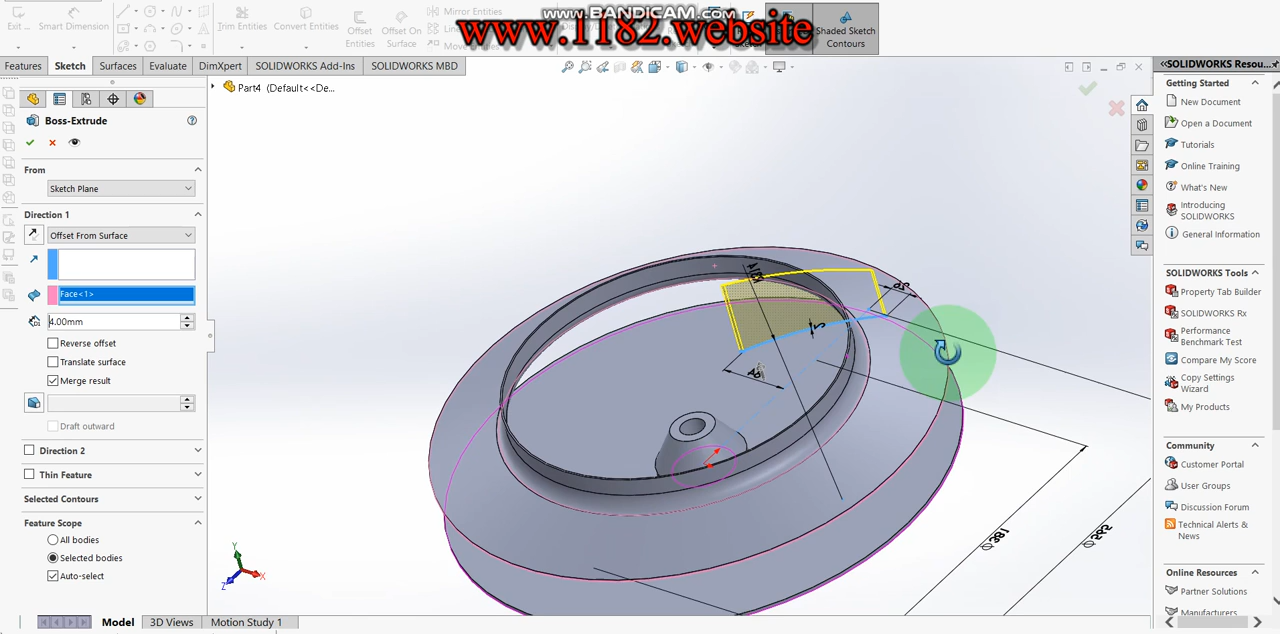 www.BANDICAM.com
www.1182.website
Exit ...
Smart Dimension
Trim Entities
Convert Entities
Offset Entities
Offset On Surface
Mirror Entities
Shaded Sketch Contours
Features
Sketch
Surfaces
Evaluate
DimXpert
SOLIDWORKS Add-Ins
SOLIDWORKS MBD
Part4 (Default<<De...
Boss-Extrude
From
Sketch Plane
Direction 1
Offset From Surface
Face<1>
4.00mm
Reverse offset
Translate surface
Merge result
Draft outward
Direction 2
Thin Feature
Selected Contours
Feature Scope
All bodies
Selected bodies
Auto-select
Y
X
Z
Model
3D Views
Motion Study 1
SOLIDWORKS Resou...
Getting Started
New Document
Open a Document
Tutorials
Online Training
What's New
Introducing SOLIDWORKS
General Information
SOLIDWORKS Tools
Property Tab Builder
SOLIDWORKS Rx
Performance Benchmark Test
Compare My Score
Copy Settings Wizard
My Products
Community
Customer Portal
User Groups
Discussion Forum
Technical Alerts & News
Online Resources
Partner Solutions
Manufacturers